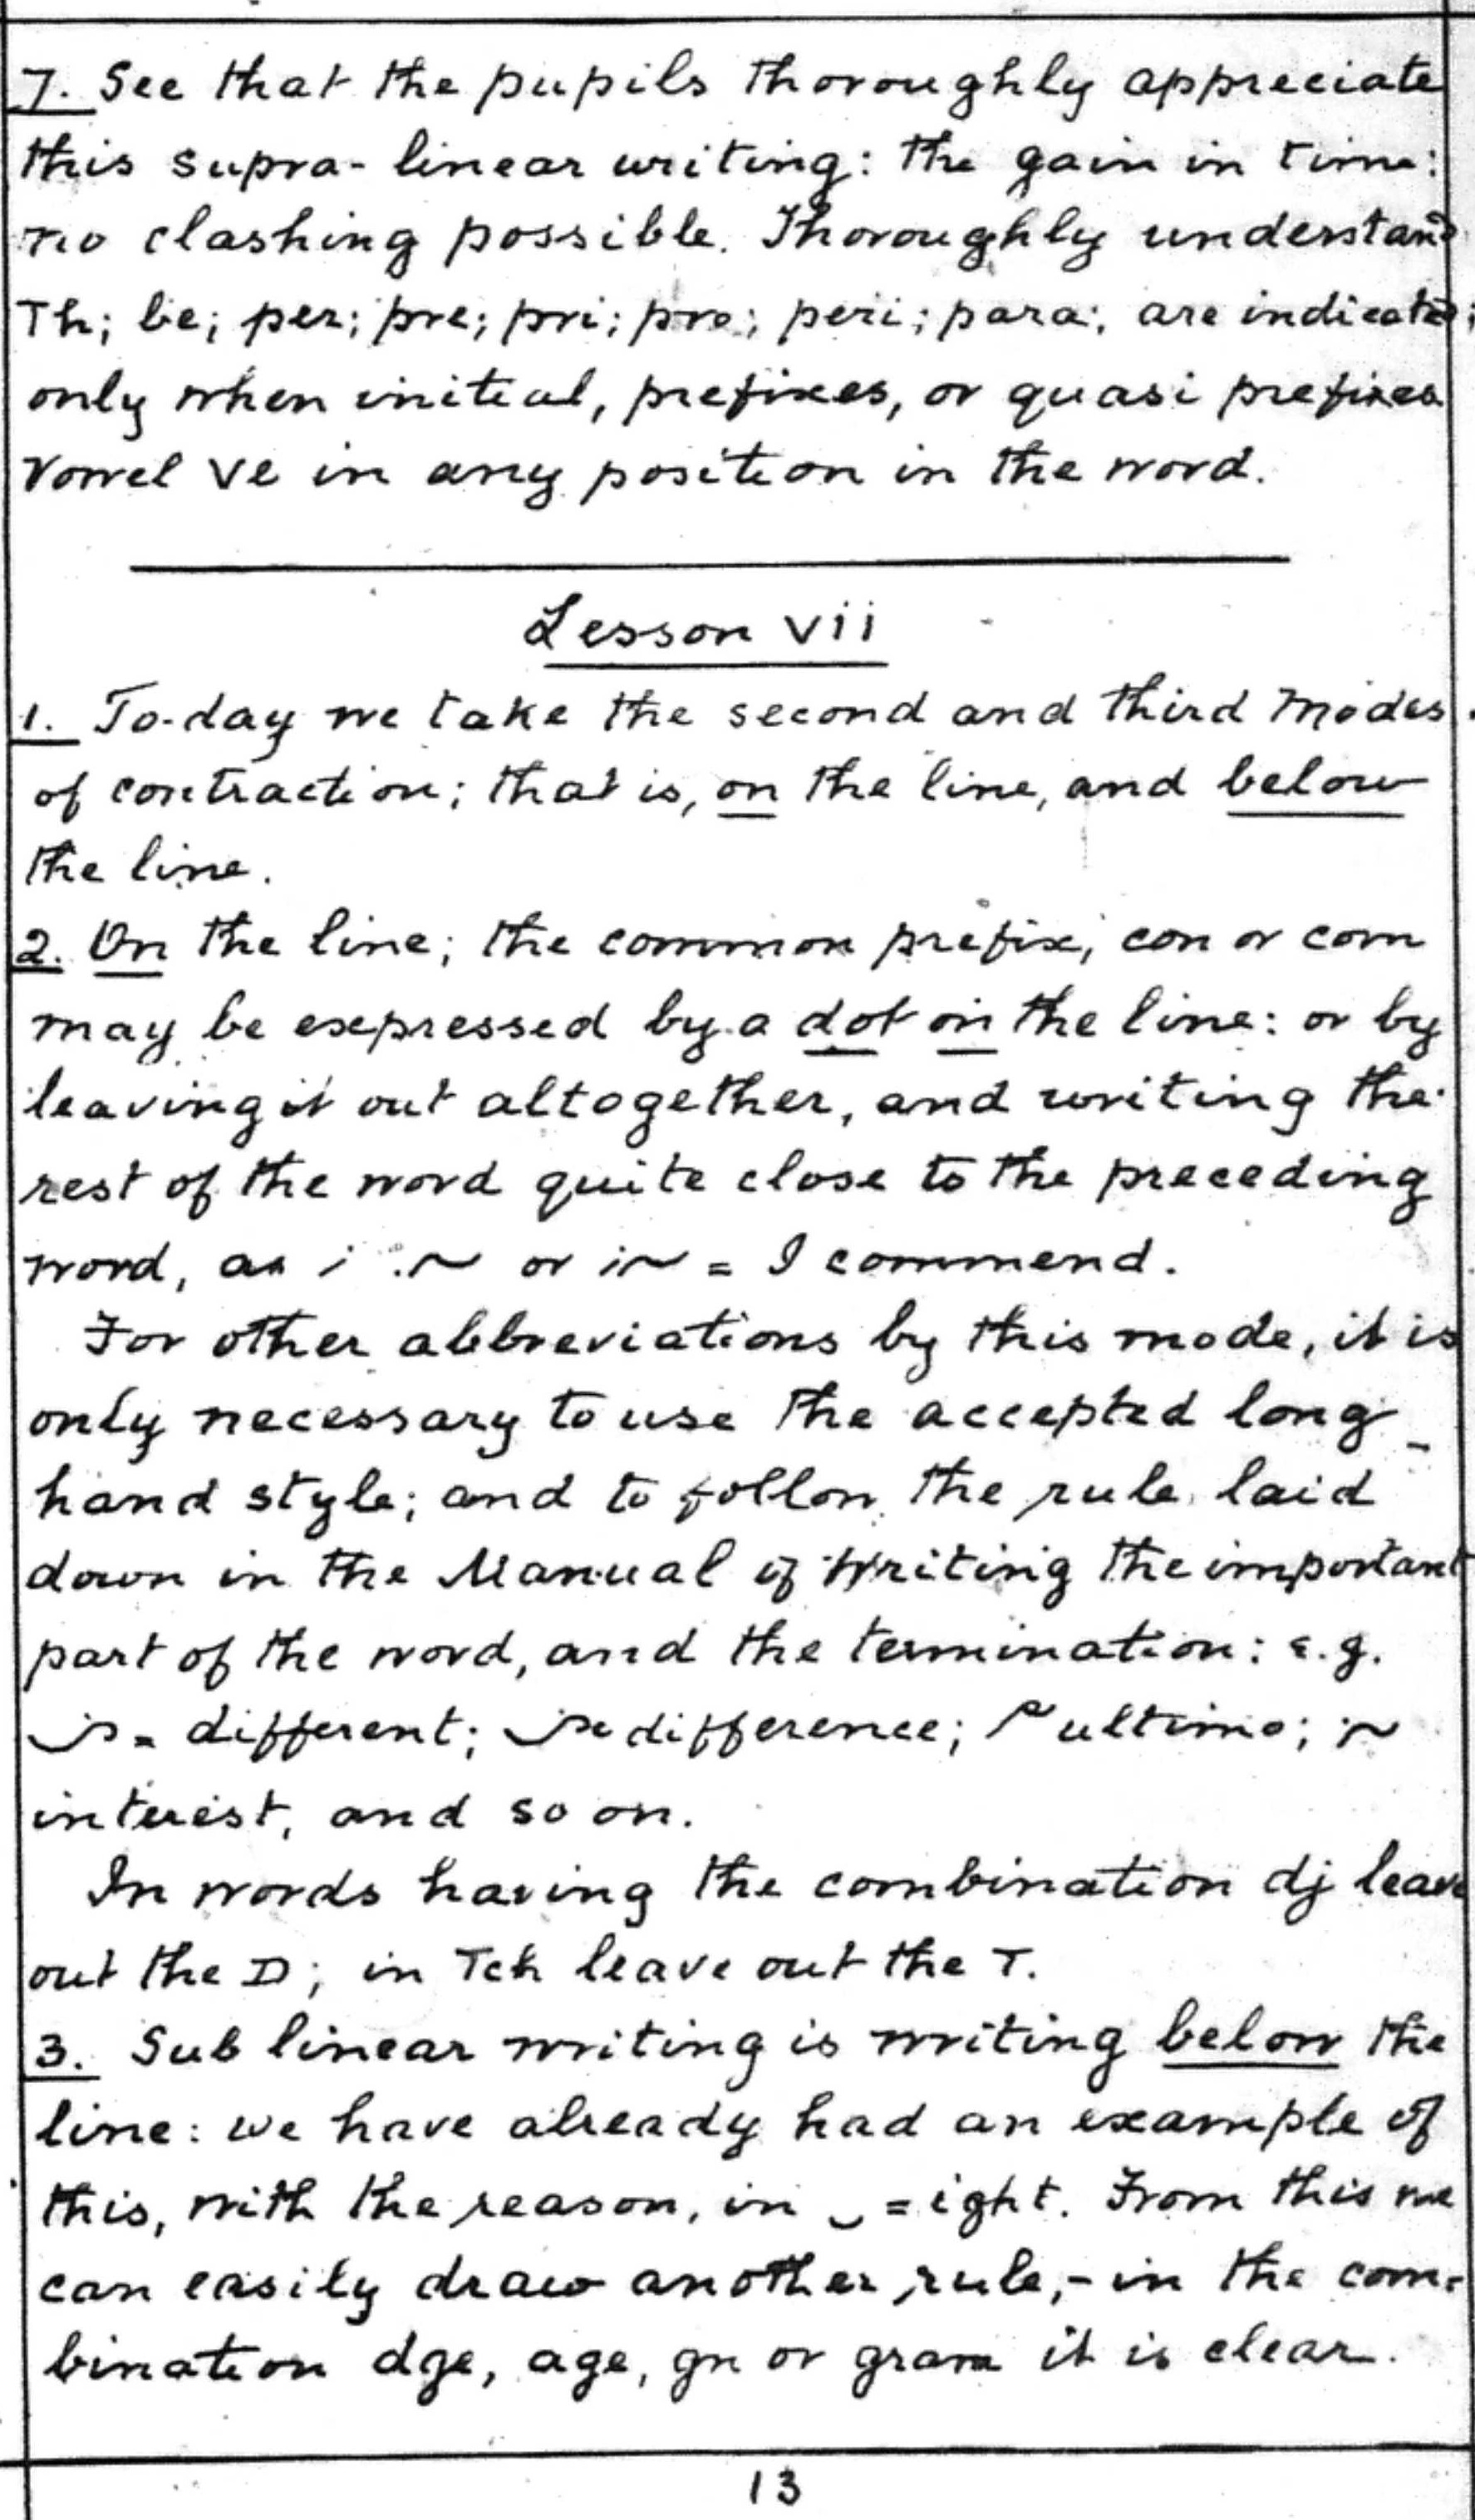 7. See that the pupils thoroughly appreciate
this supra-linear writing: the gain in time:
no clashing possible. Thoroughly understand
Th; be; per; pre; pri; pro; peri; para; are indicated;
only when initial, prefixes, or quasi prefixes
Vowel ve in any position in the word.
Lesson vii
1. To-day we take the second and third modes
of contraction; that is, on the line, and below
the line.
2. On the line; the common prefix, con or com
may be expressed by a dot on the line: or by
leaving it out altogether, and writing the
rest of the word quite close to the preceding
word, as i . or i = I commend.
For other abbreviations by this mode, it is
only necessary to use the accepted long-
hand style; and to follow the rule laid
down in the Manual of Writing the important
part of the word, and the termination: e.g.
= different; difference; ultimo;
interest, and so on.
In words having the combination dj leave
out the D; in Tch leave out the T.
3. Sub linear writing is writing below the
line: we have already had an example of
this, with the reason, in = ight. From this we
can easily draw another rule,- in the com-
bination dge, age, gn or gram it is clear.
13